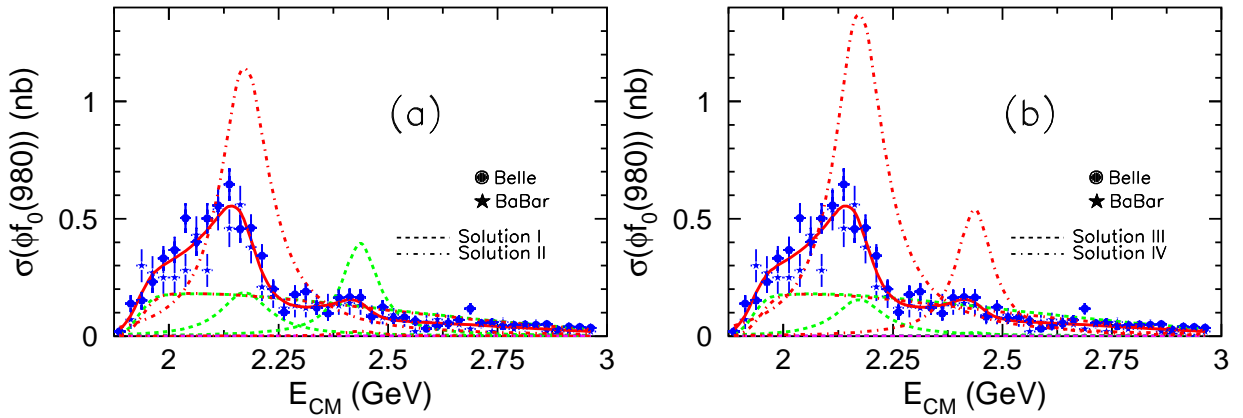 σ(ϕf0(980)) (nb)
1
0.5
0
(a)
Belle
BaBar
Solution I
Solution II
2
2.25
2.5
2.75
3
ECM (GeV)
σ(ϕf0(980)) (nb)
1
0.5
0
(b)
Belle
BaBar
Solution III
Solution IV
2
2.25
2.5
2.75
3
ECM (GeV)